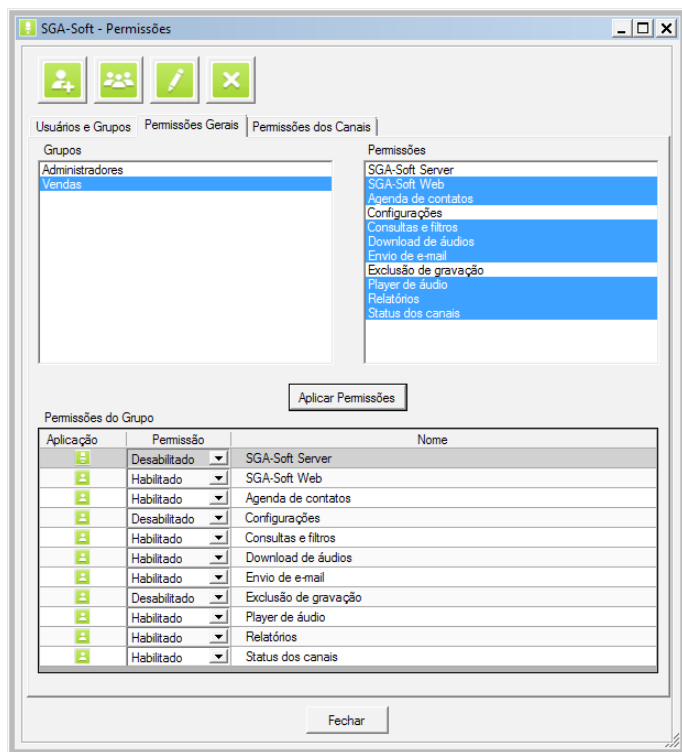 SGA-Soft - Permissões
Usuários e Grupos Permissões Gerais Permissões dos Canais
Grupos
Administradores
Vendas
Permissões
SGA-Soft Server
SGA-Soft Web
Agenda de contatos
Configurações
Consultas e filtros
Download de áudios
Envio de e-mail
Exclusão de gravação
Player de áudio
Relatórios
Status dos canais
Aplicar Permissões
Permissões do Grupo
Aplicação Permissão Nome
Desabilitado SGA-Soft Server
Habilitado SGA-Soft Web
Habilitado Agenda de contatos
Desabilitado Configurações
Habilitado Consultas e filtros
Habilitado Download de áudios
Habilitado Envio de e-mail
Desabilitado Exclusão de gravação
Habilitado Player de áudio
Habilitado Relatórios
Habilitado Status dos canais
Fechar